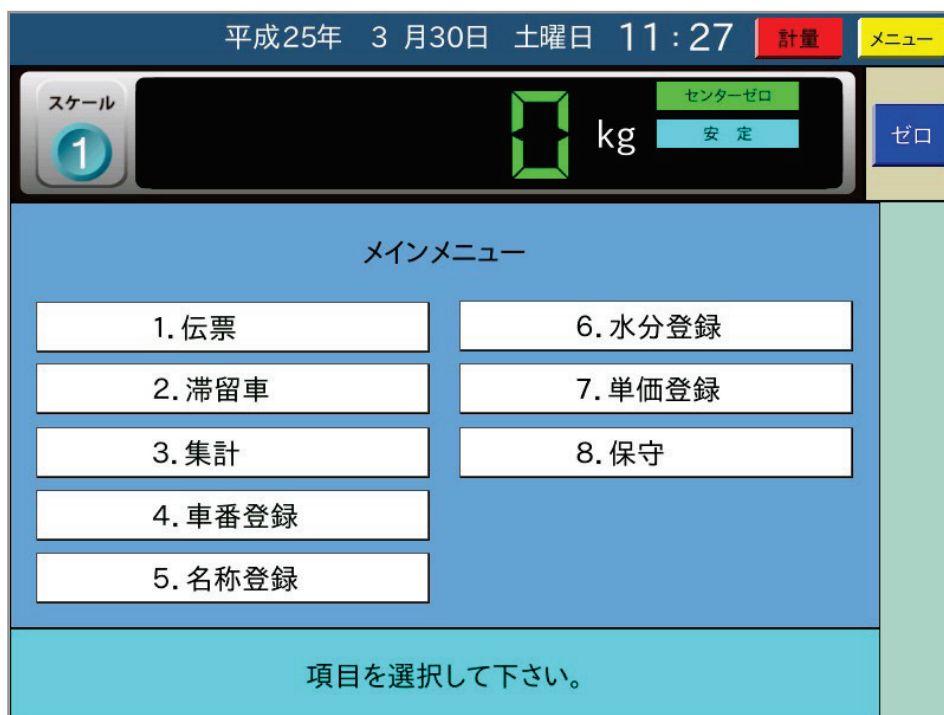 平成25年 3月30日 土曜日 11:27 計量 メニュー
スケール
1
0 kg
センターゼロ
安定
ゼロ
メインメニュー
1.伝票
2.滞留車
3.集計
4.車番登録
5.名称登録
6.水分登録
7.単価登録
8.保守
項目を選択して下さい。